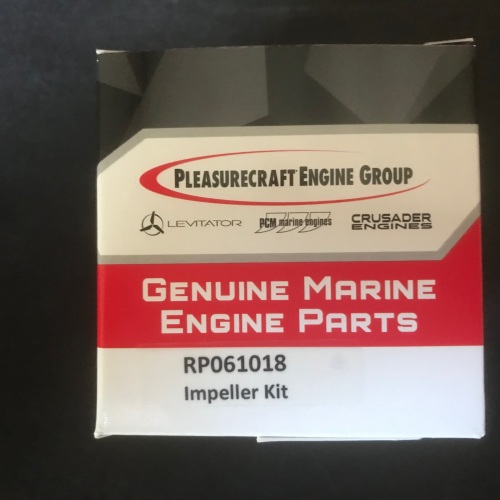 PLEASURECRAFT ENGINE GROUP
LEVITATOR PCM marine engines CRUSADER ENGINES
GENUINE MARINE
ENGINE PARTS
RP061018
Impeller Kit